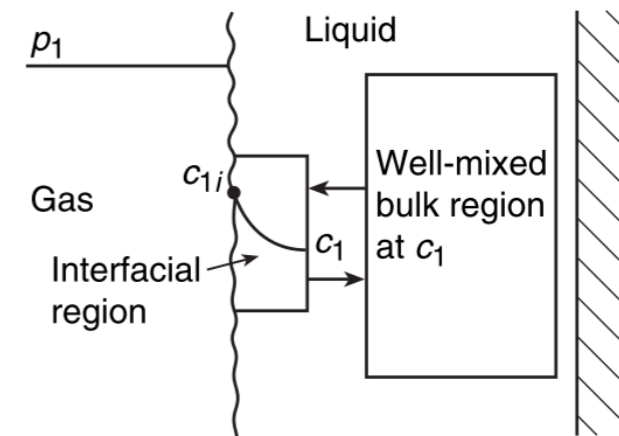 p₁
Liquid
c₁ᵢ
Gas
Interfacial
region
c₁
Well-mixed
bulk region
at c₁